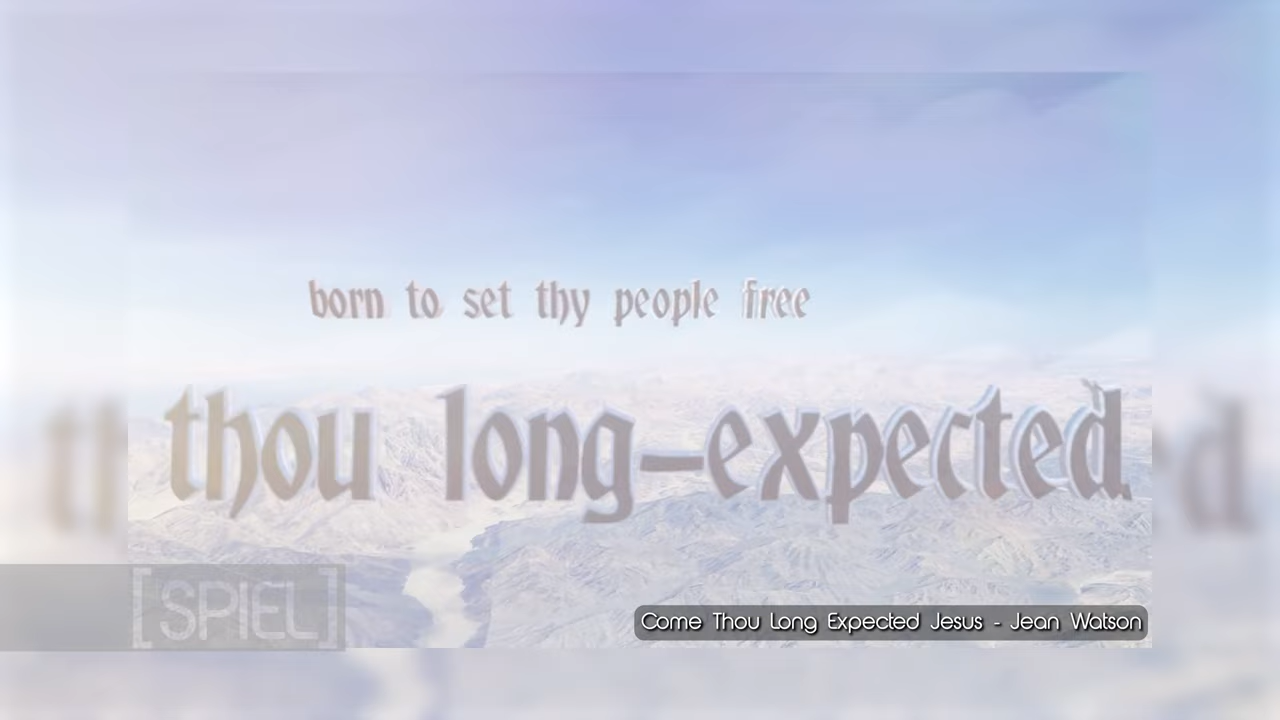 born to set thy people free
thou long-expected
[SPIEL]
Come Thou Long Expected Jesus - Jean Watson